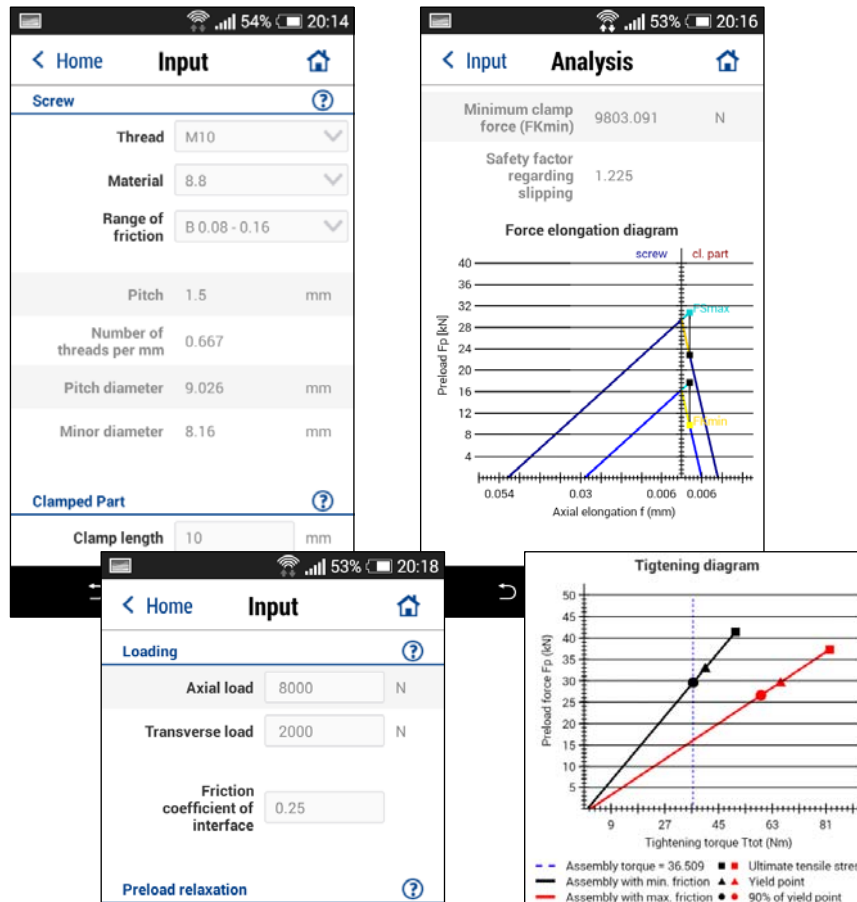 54% 20:14
Home Input
Screw ?
Thread M10
Material 8.8
Range of friction B 0.08 - 0.16
Pitch 1.5 mm
Number of threads per mm 0.667
Pitch diameter 9.026 mm
Minor diameter 8.16 mm
Clamped Part ?
Clamp length 10 mm
53% 20:16
Input Analysis
Minimum clamp force (FKmin) 9803.091 N
Safety factor regarding slipping 1.225
Force elongation diagram
screw cl. part
40
36
32
28
24
20
16
12
8
4
Preload Fp [kN]
FSmax
FKmin
0.054 0.03 0.006 0.006
Axial elongation f (mm)
53% 20:18
Home Input
Loading ?
Axial load 8000 N
Transverse load 2000 N
Friction coefficient of interface 0.25
Preload relaxation ?
Tigtening diagram
50
45
40
35
30
25
20
15
10
5
Preload force Fp (kN)
9 27 45 63 81
Tightening torque Ttot (Nm)
Assembly torque = 36.509 Ultimate tensile stres
Assembly with min. friction Yield point
Assembly with max. friction 90% of yield point